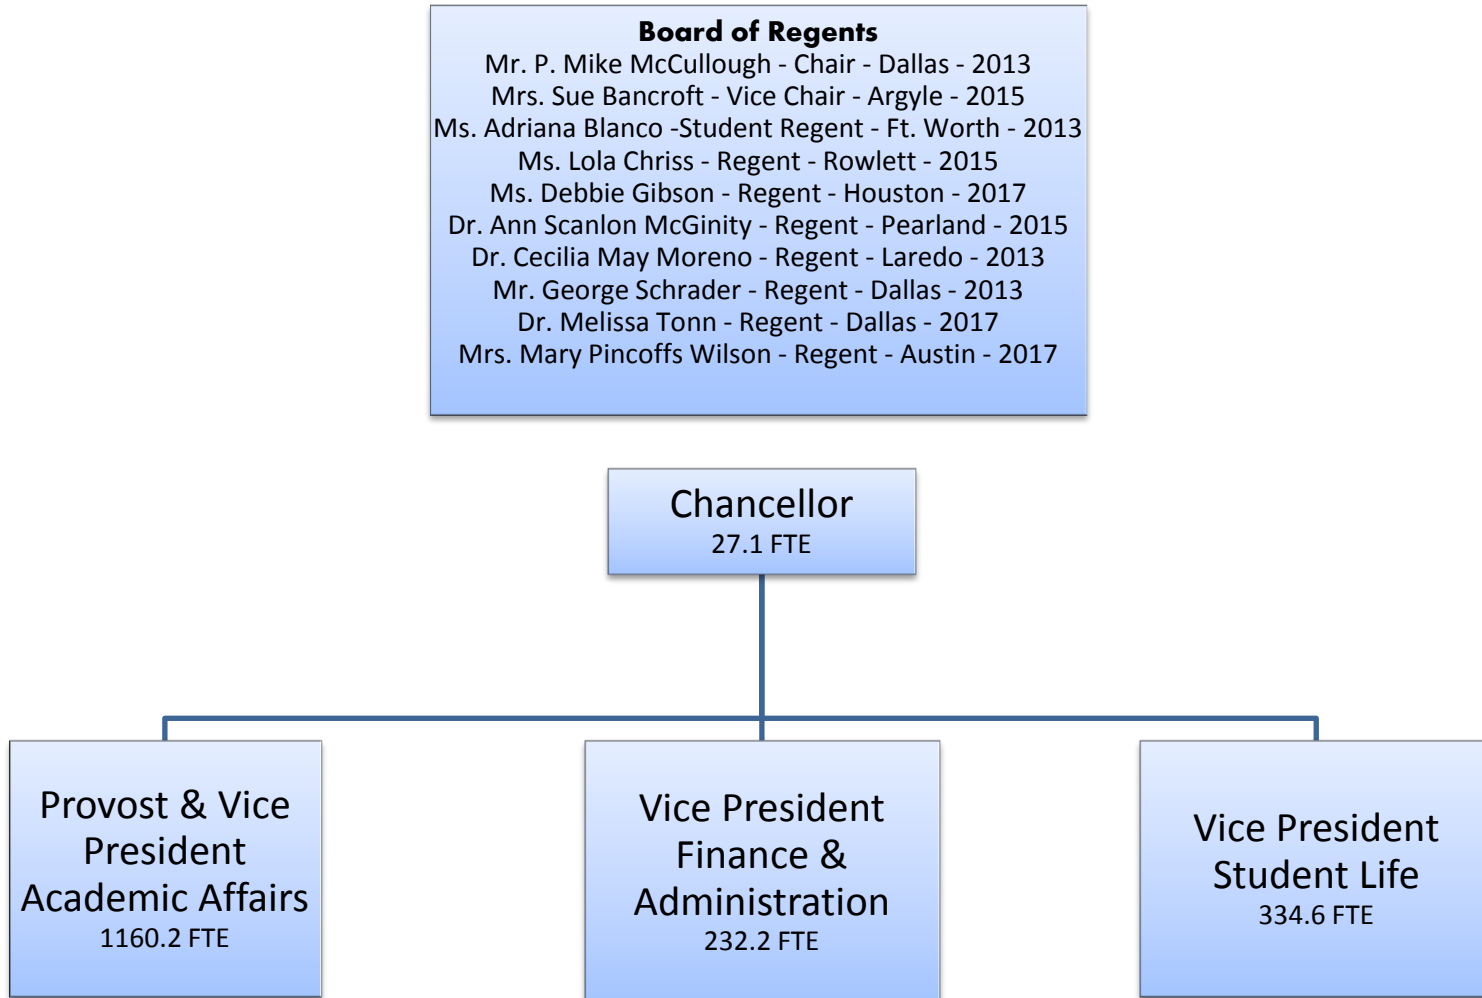 Board of Regents
Mr. P. Mike McCullough - Chair - Dallas - 2013
Mrs. Sue Bancroft - Vice Chair - Argyle - 2015
Ms. Adriana Blanco -Student Regent - Ft. Worth - 2013
Ms. Lola Chriss - Regent - Rowlett - 2015
Ms. Debbie Gibson - Regent - Houston - 2017
Dr. Ann Scanlon McGinity - Regent - Pearland - 2015
Dr. Cecilia May Moreno - Regent - Laredo - 2013
Mr. George Schrader - Regent - Dallas - 2013
Dr. Melissa Tonn - Regent - Dallas - 2017
Mrs. Mary Pincoffs Wilson - Regent - Austin - 2017
Chancellor
27.1 FTE
Provost & Vice
President
Academic Affairs
1160.2 FTE
Vice President
Finance &
Administration
232.2 FTE
Vice President
Student Life
334.6 FTE